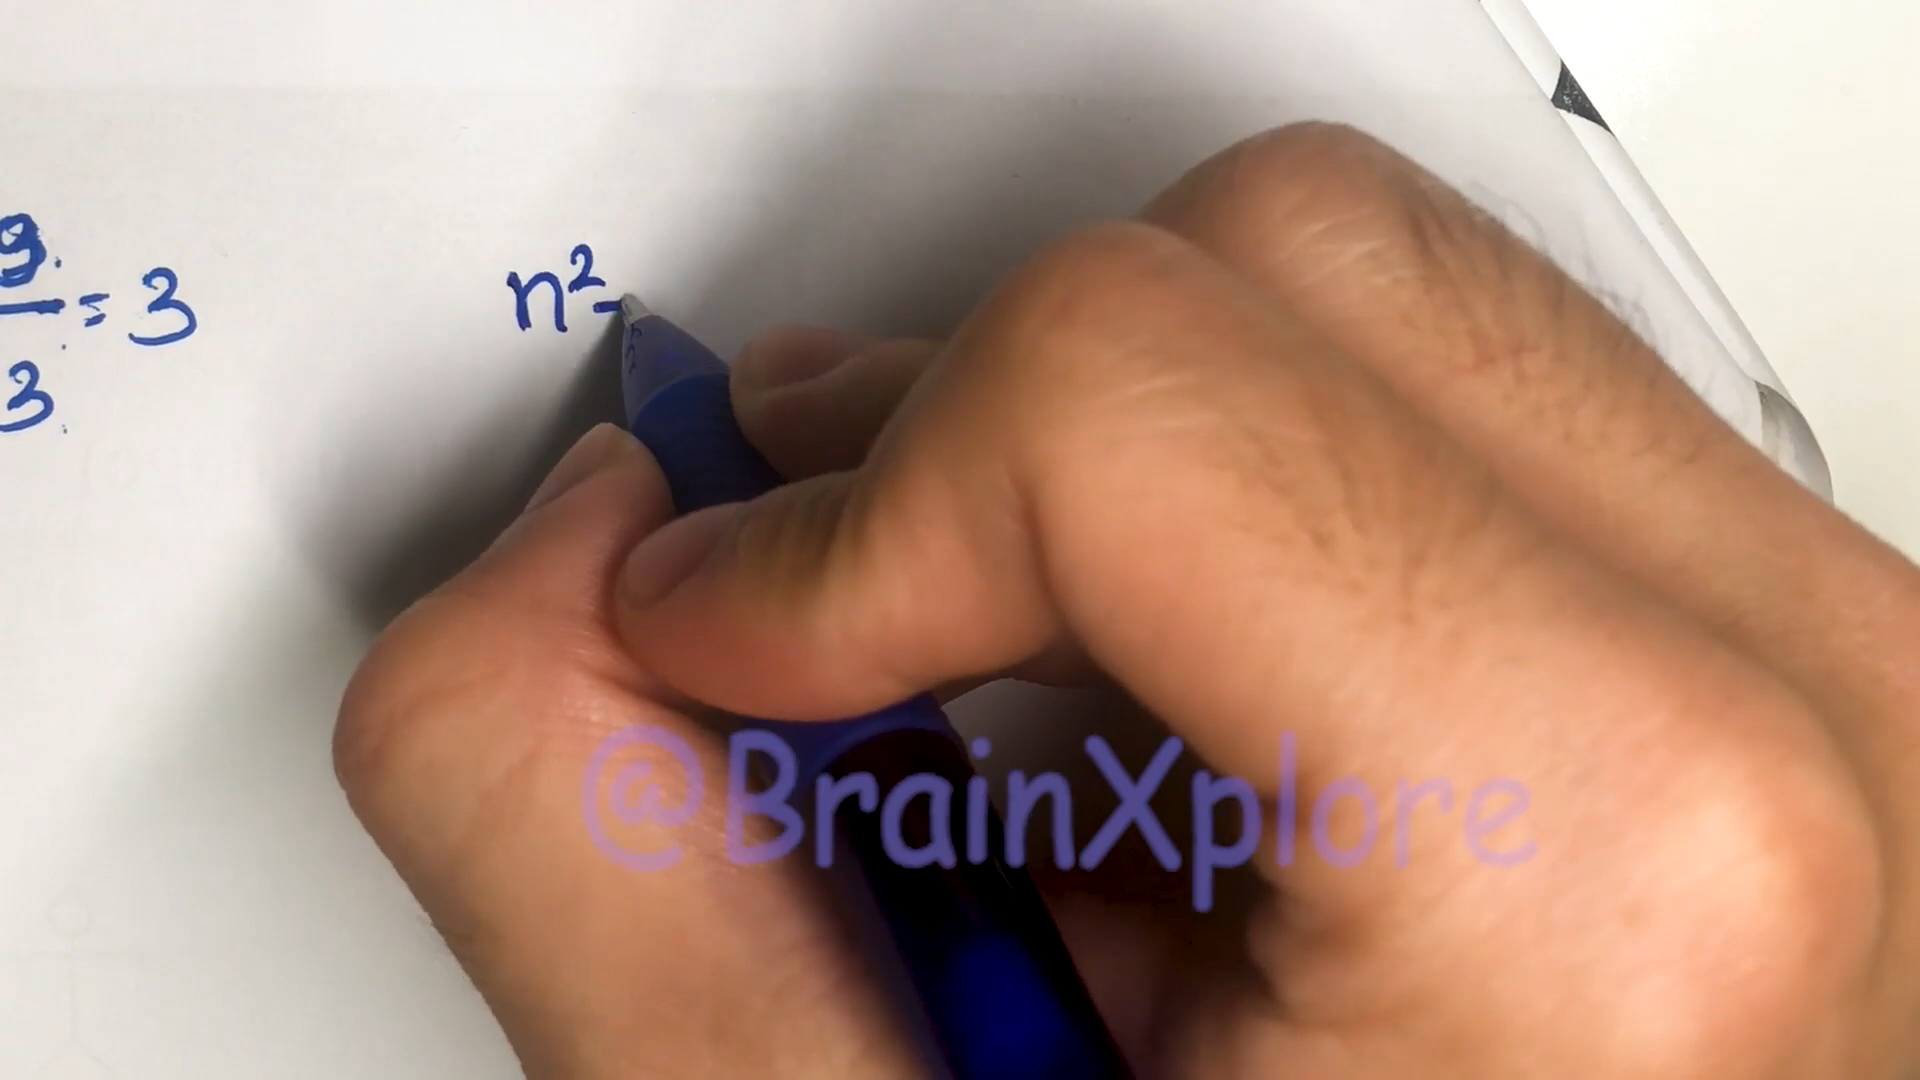 9/3 = 3
n² -
@BrainXplore